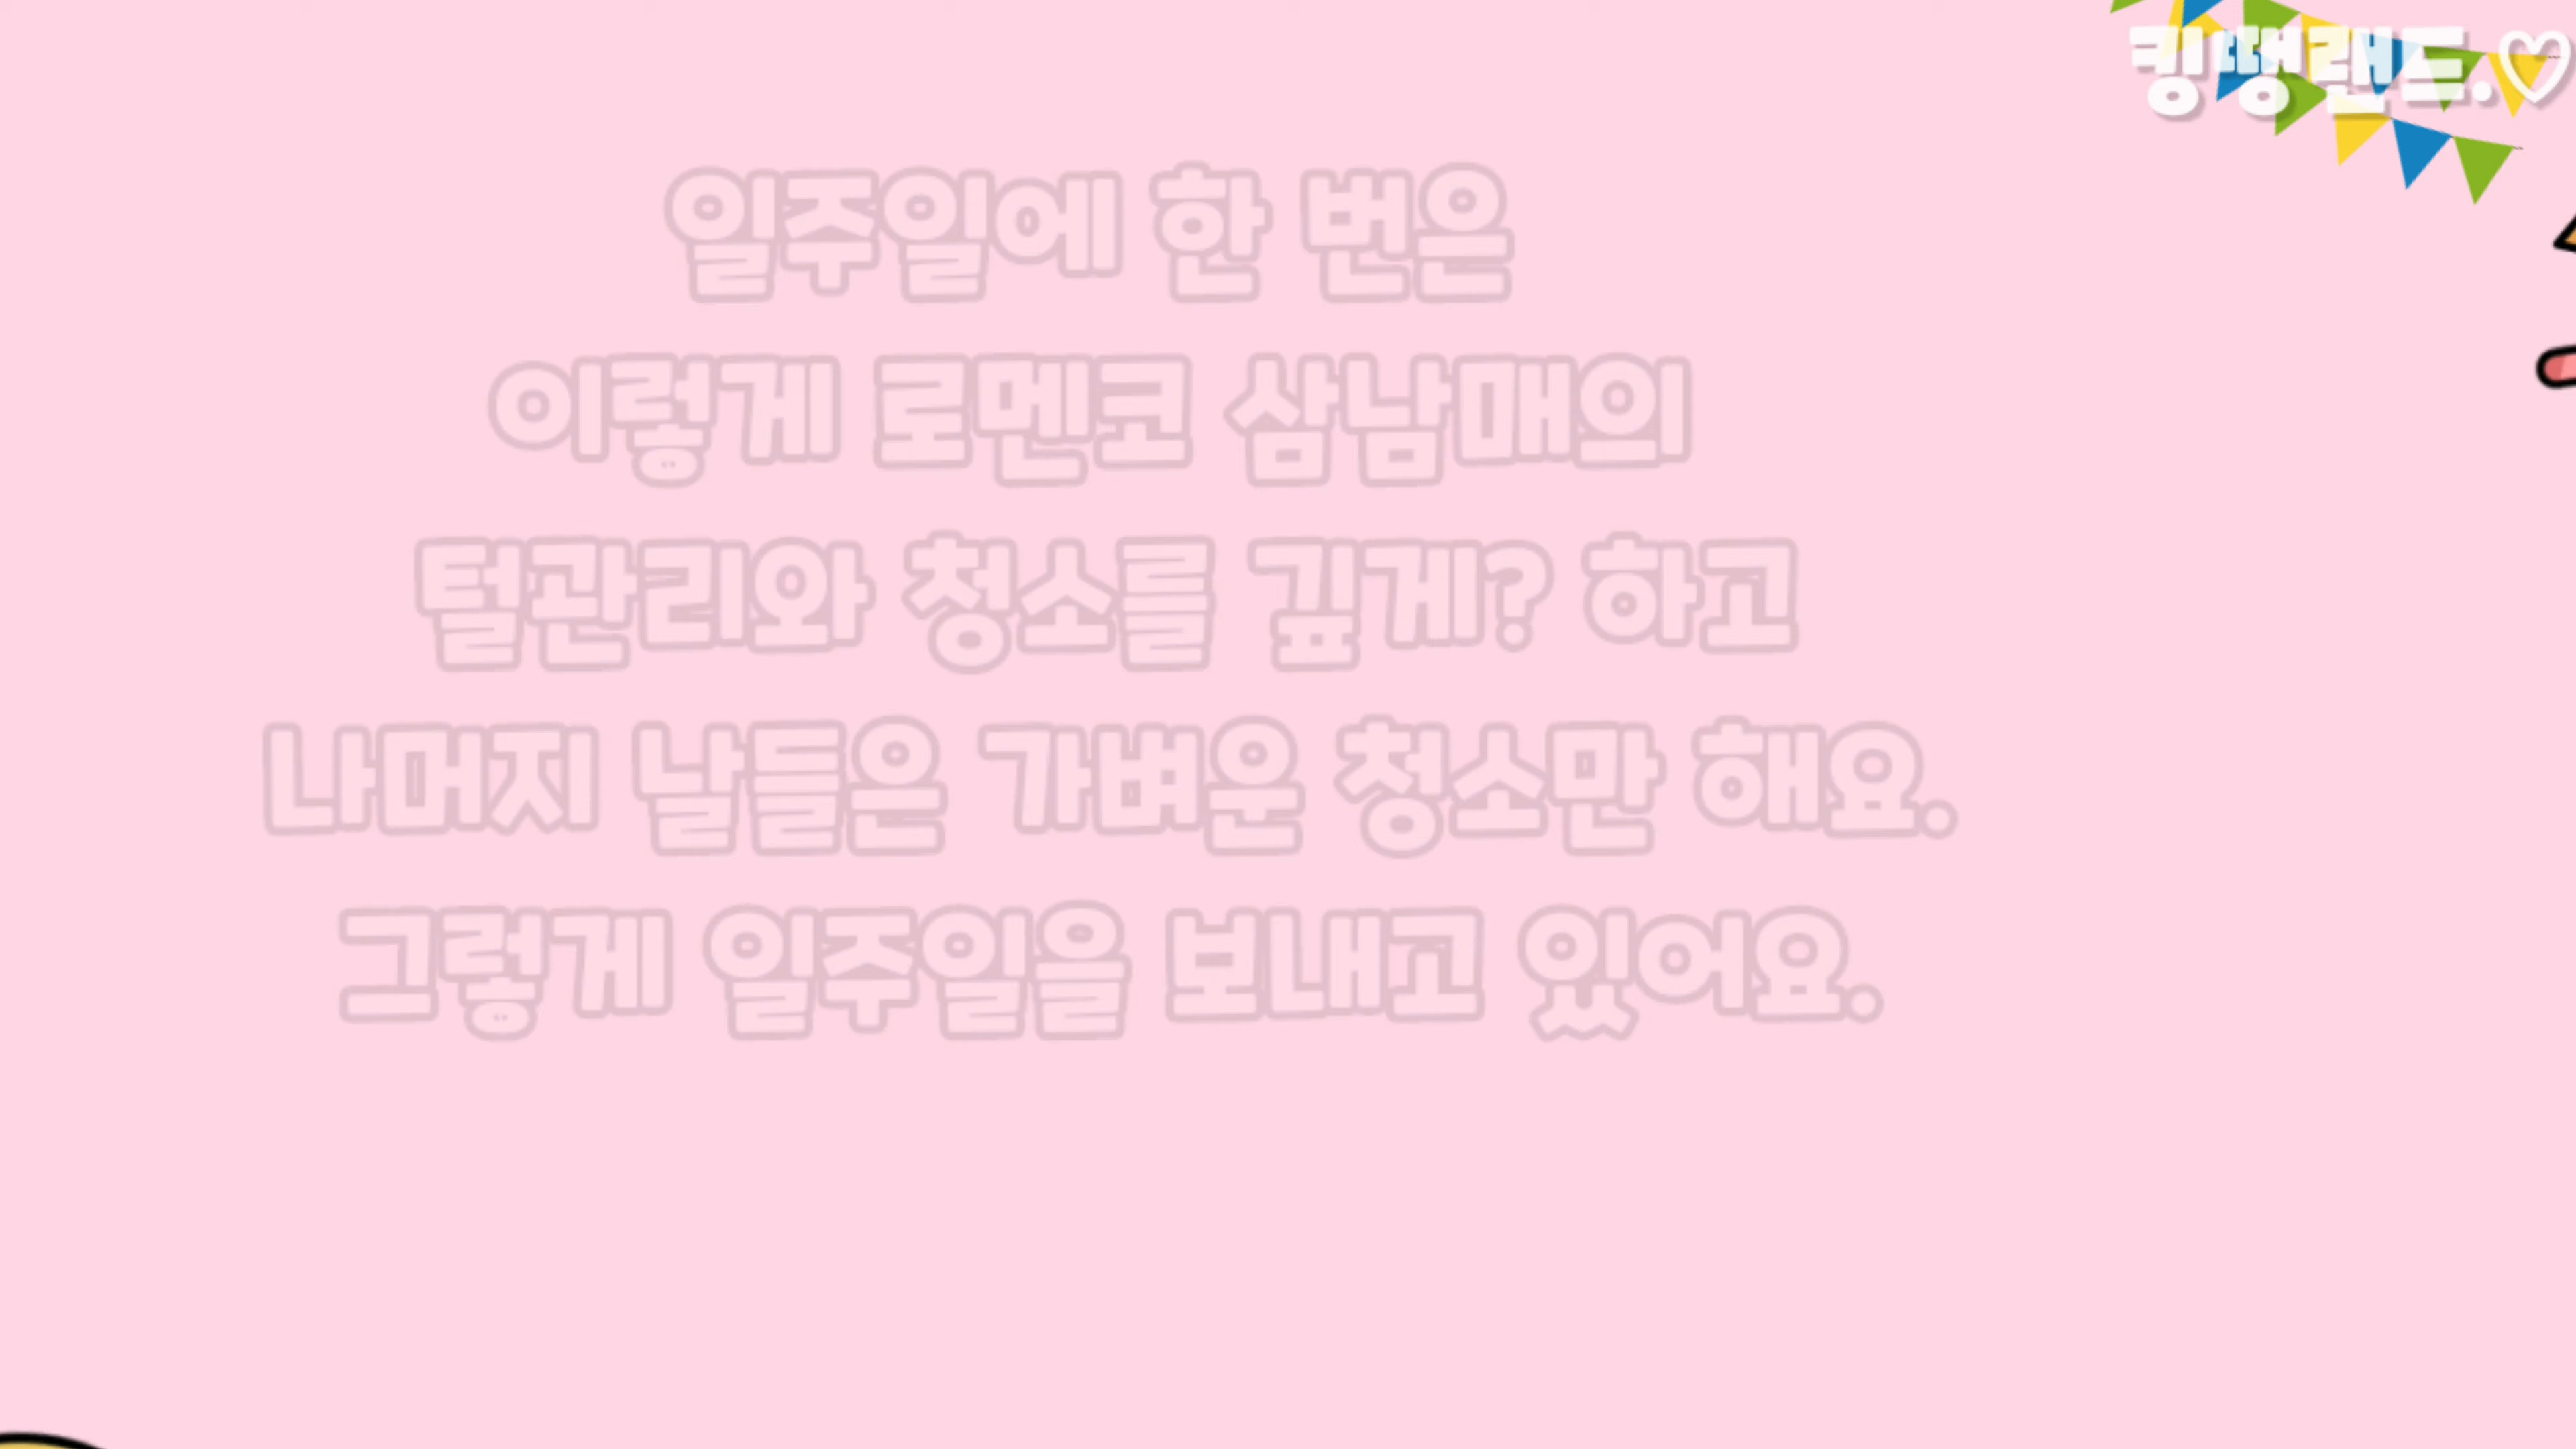 킹땡랜드.♡
일주일에 한 번은
이렇게 로멘코 삼남매의
털관리와 청소를 깊게? 하고
나머지 날들은 가벼운 청소만 해요.
그렇게 일주일을 보내고 있어요.